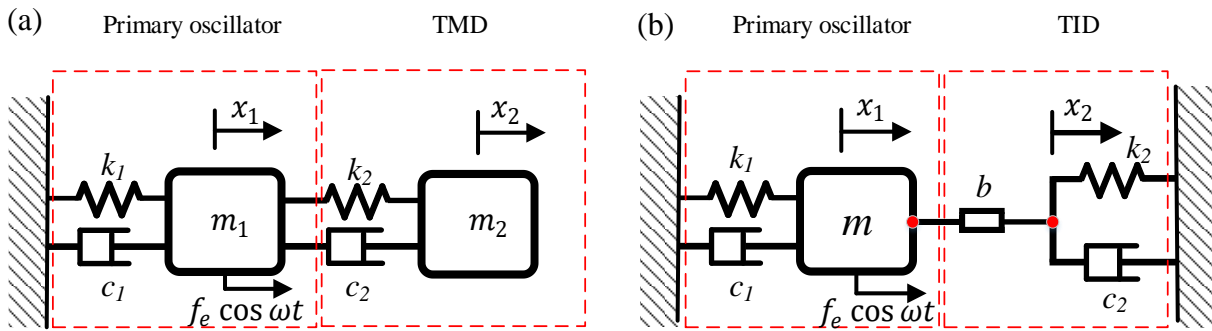 (a) Primary oscillator TMD
x₁ x₂
k₁ k₂
m₁ m₂
c₁ c₂
fₑ cos ωt
(b) Primary oscillator TID
x₁ x₂
k₁ k₂
b
m
c₁ c₂
fₑ cos ωt